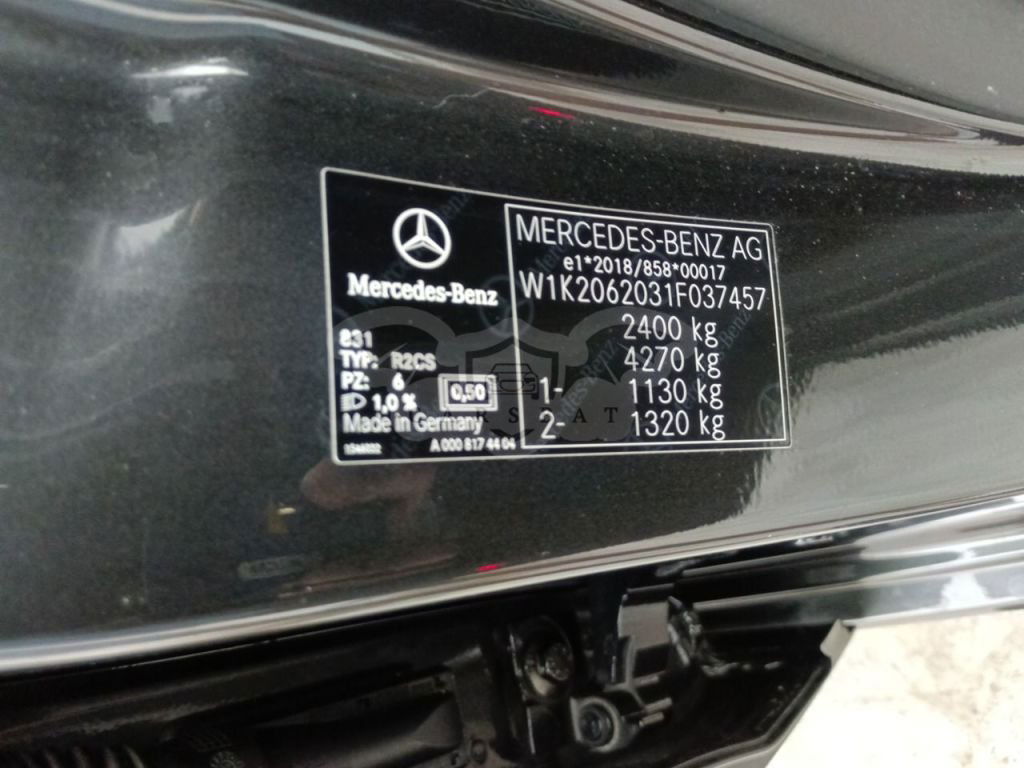 Mercedes-Benz
831
TYP: R2CS
PZ: 6
1,0 % 0,50
Made in Germany
A 000 817 44 04
MERCEDES-BENZ AG
e1*2018/858*00017
W1K2062031F037457
2400 kg
4270 kg
1- 1130 kg
2- 1320 kg